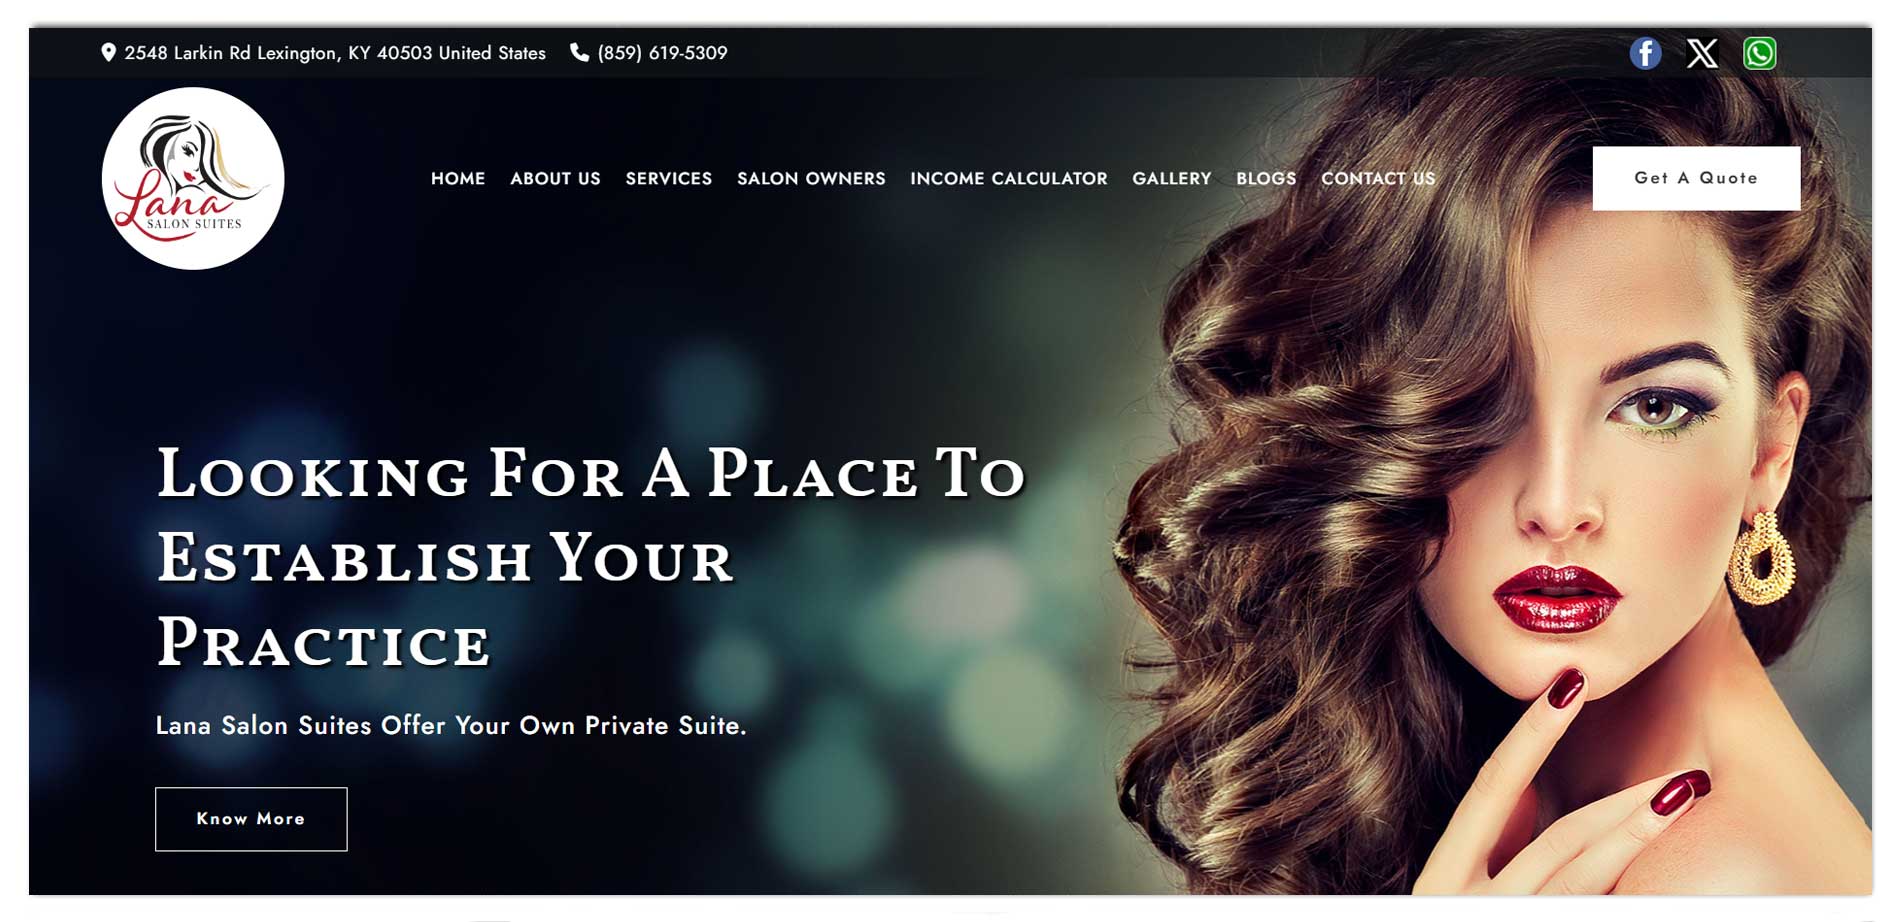 2548 Larkin Rd Lexington, KY 40503 United States (859) 619-5309
Lana
SALON SUITES
HOME ABOUT US SERVICES SALON OWNERS INCOME CALCULATOR GALLERY BLOGS CONTACT US
Get A Quote
Looking For A Place To
Establish Your
Practice
Lana Salon Suites Offer Your Own Private Suite.
Know More